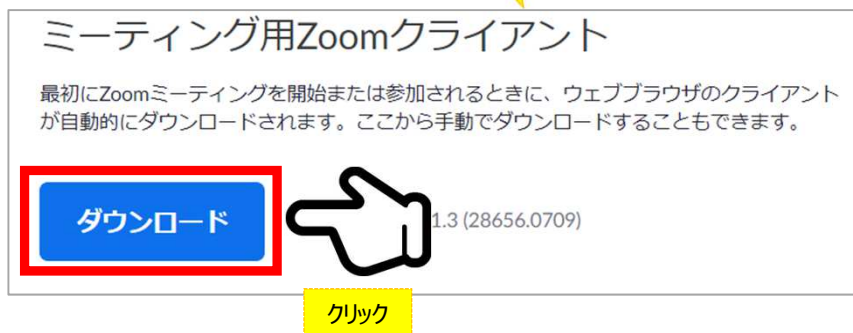 ミーティング用Zoomクライアント
最初にZoomミーティングを開始または参加されるときに、ウェブブラウザのクライアント
が自動的にダウンロードされます。ここから手動でダウンロードすることもできます。
ダウンロード
1.3 (28656.0709)
クリック